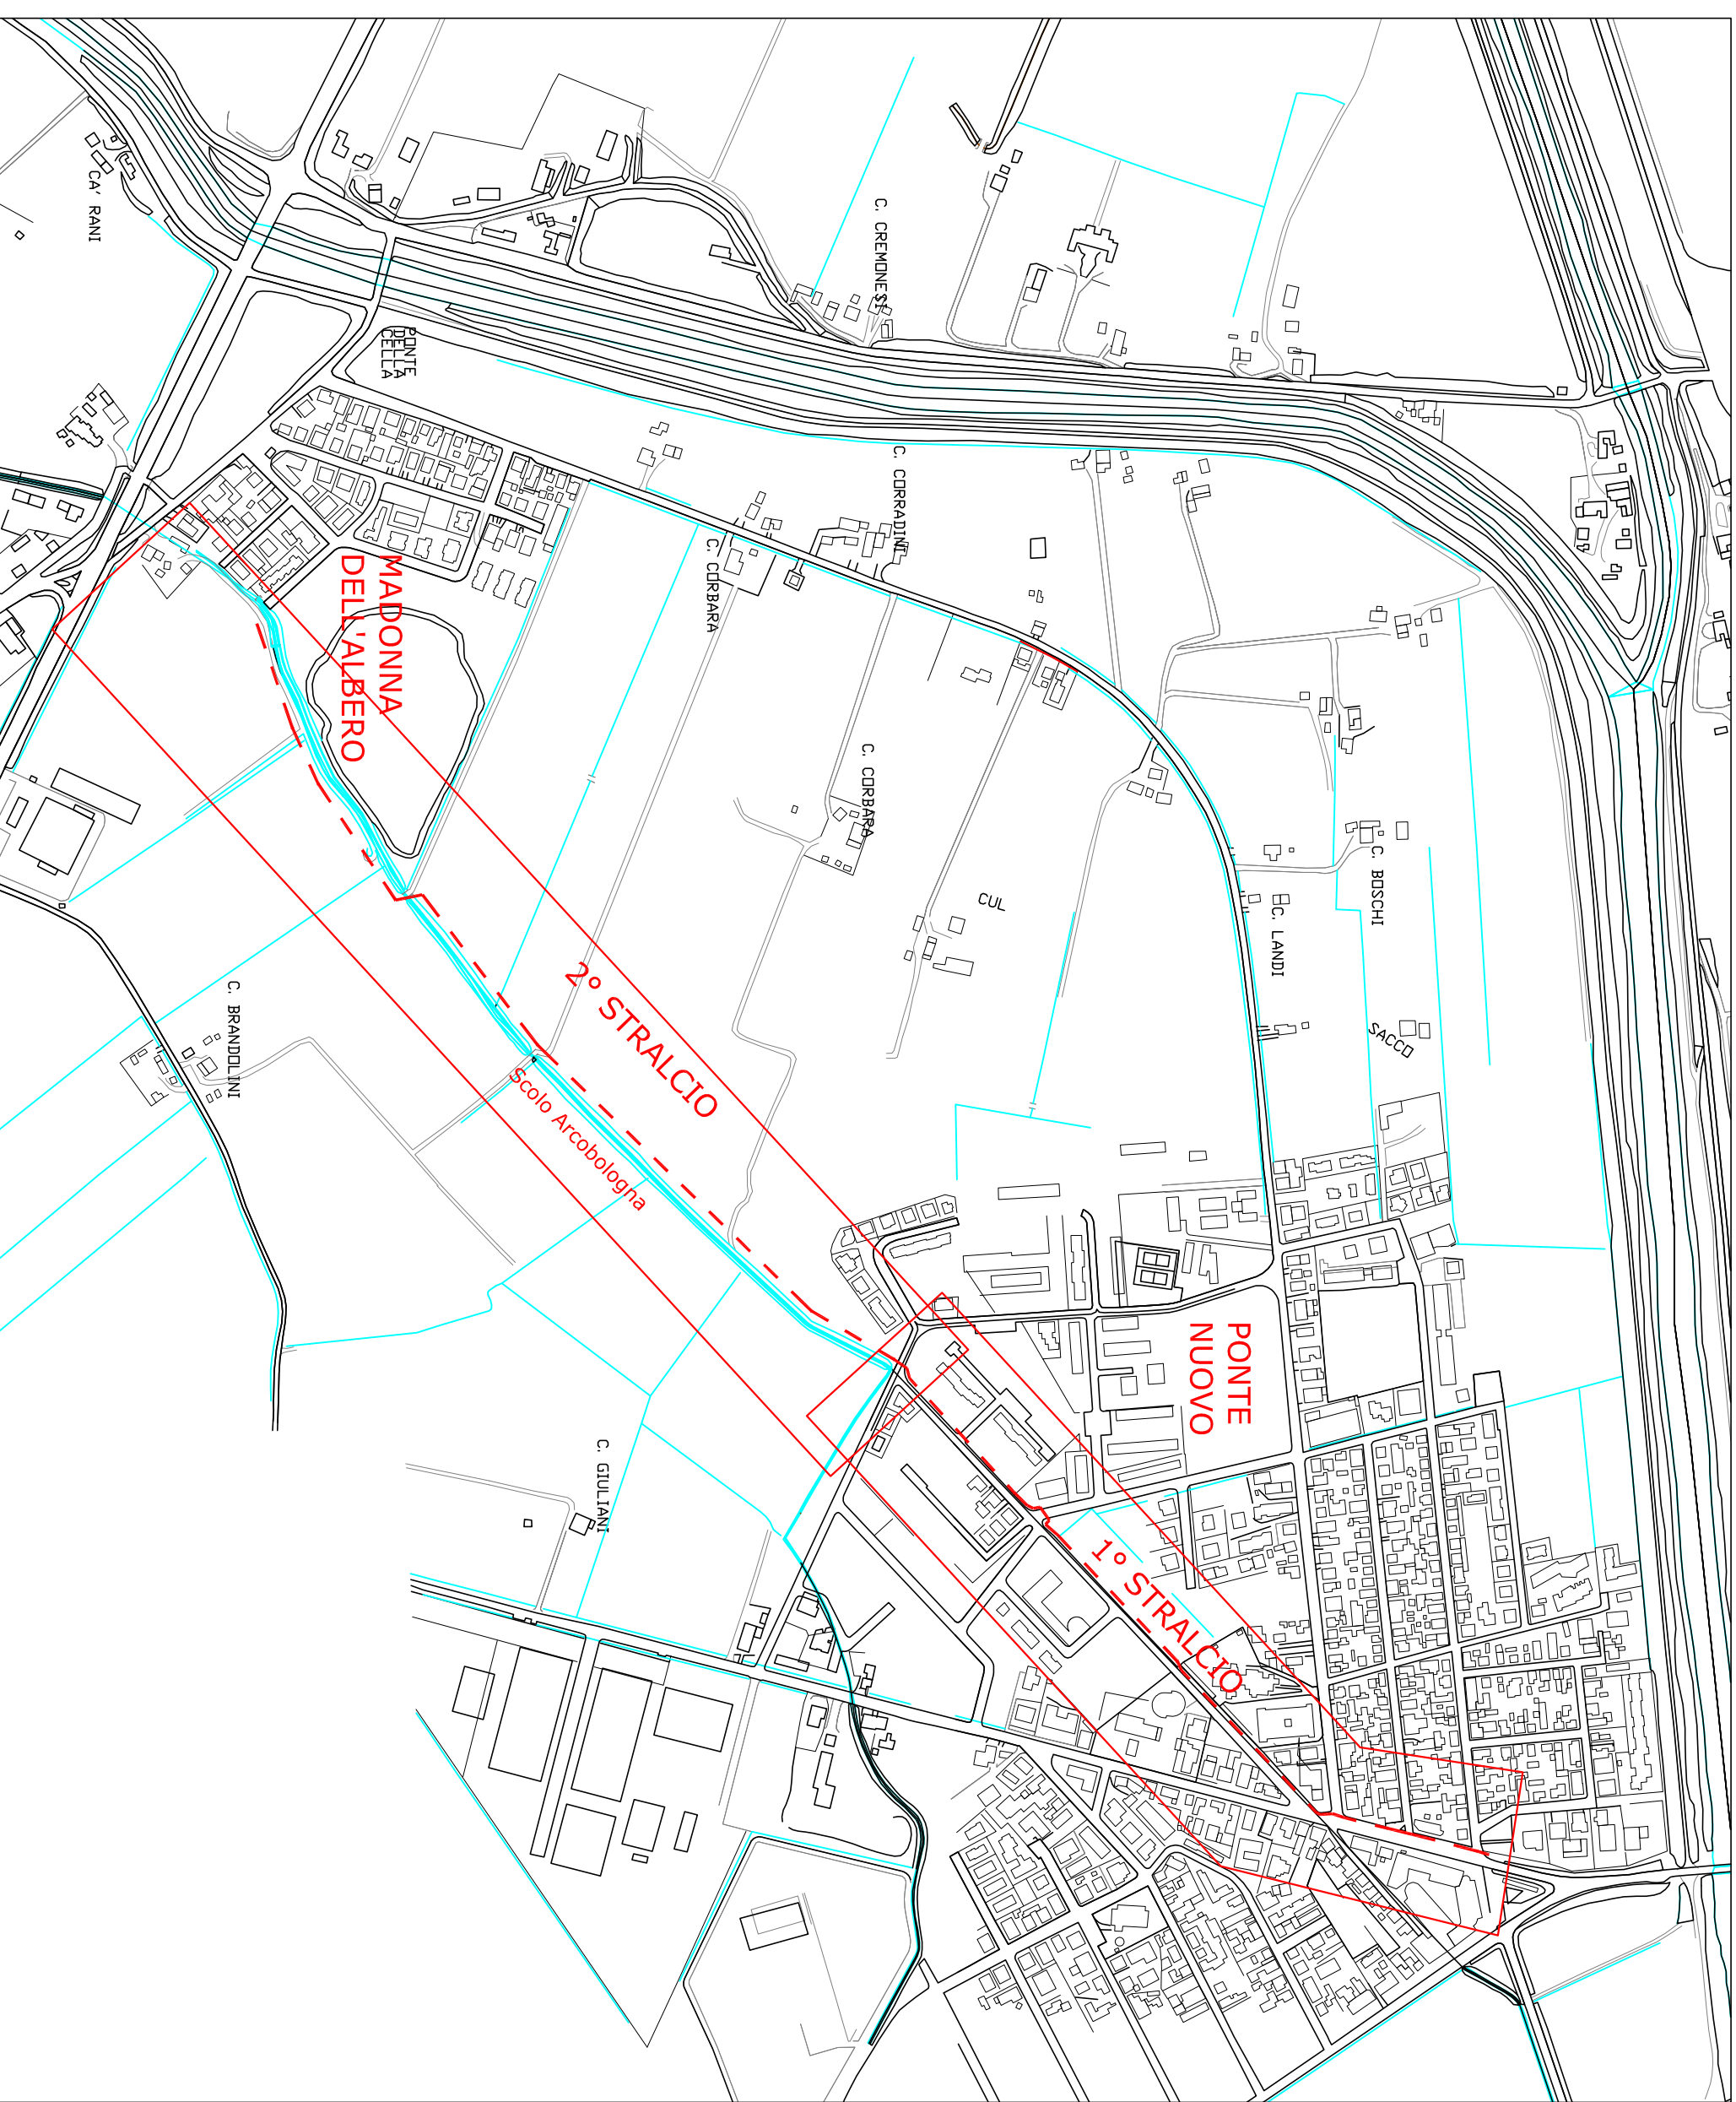 CA' RANI
C. CREMONESI
PONTE
DELLA
CELLA
C. CORRADINI
C. CORBARA
MADONNA
DELL'ALBERO
C. CORBARA
CUL
C. BOSCHI
C. LANDI
SACCO
2° STRALCIO
Scolo Arcobologna
C. BRANDOLINI
PONTE
NUOVO
C. GIULIANI
1° STRALCIO